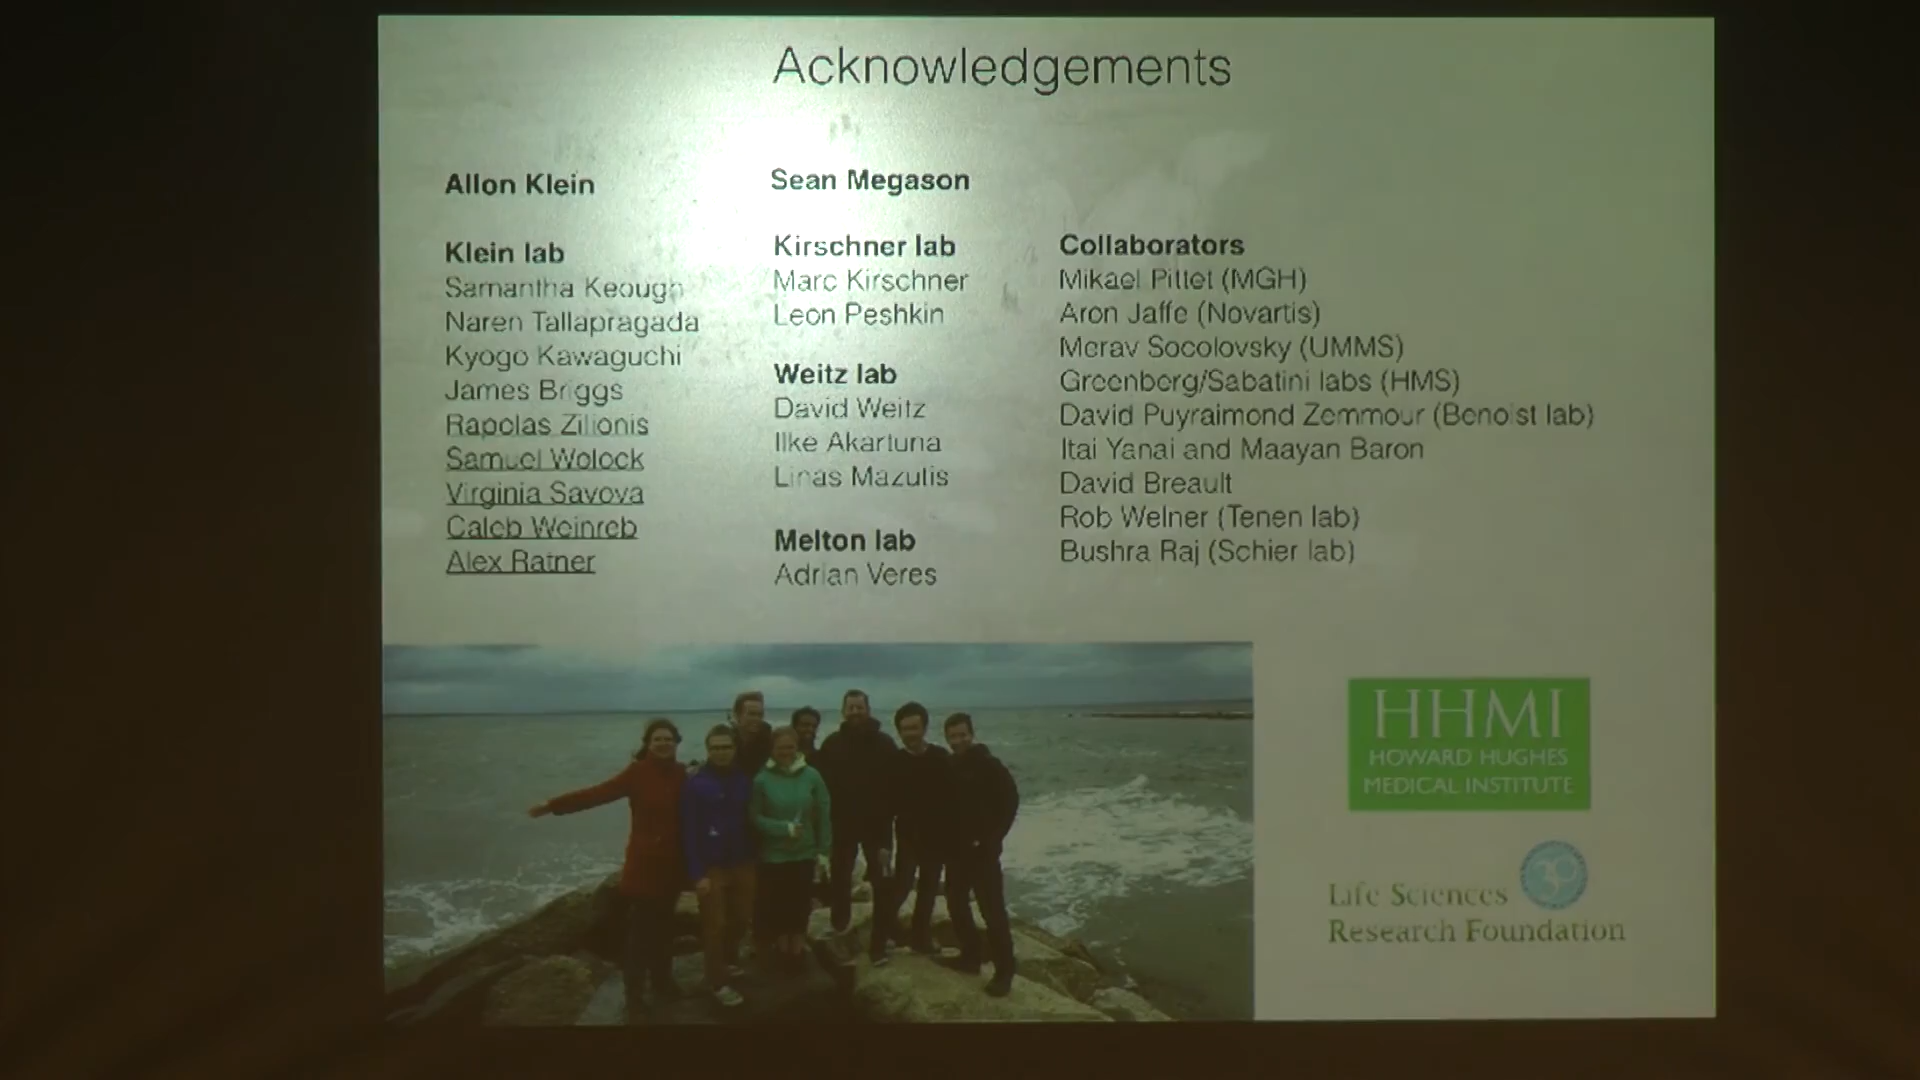 Acknowledgements
Allon Klein
Klein lab
Samantha Keough
Naren Tallapragada
Kyogo Kawaguchi
James Briggs
Rapolas Zilionis
Samuel Wolock
Virginia Savova
Caleb Weinreb
Alex Ratner
Sean Megason
Kirschner lab
Marc Kirschner
Leon Peshkin
Weitz lab
David Weitz
Ilke Akartuna
Linas Mazutis
Melton lab
Adrian Veres
Collaborators
Mikael Pittet (MGH)
Aron Jaffe (Novartis)
Merav Socolovsky (UMMS)
Greenberg/Sabatini labs (HMS)
David Puyraimond Zemmour (Benoist lab)
Itai Yanai and Maayan Baron
David Breault
Rob Welner (Tenen lab)
Bushra Raj (Schier lab)
HHMI
HOWARD HUGHES
MEDICAL INSTITUTE
30
Life Sciences
Research Foundation